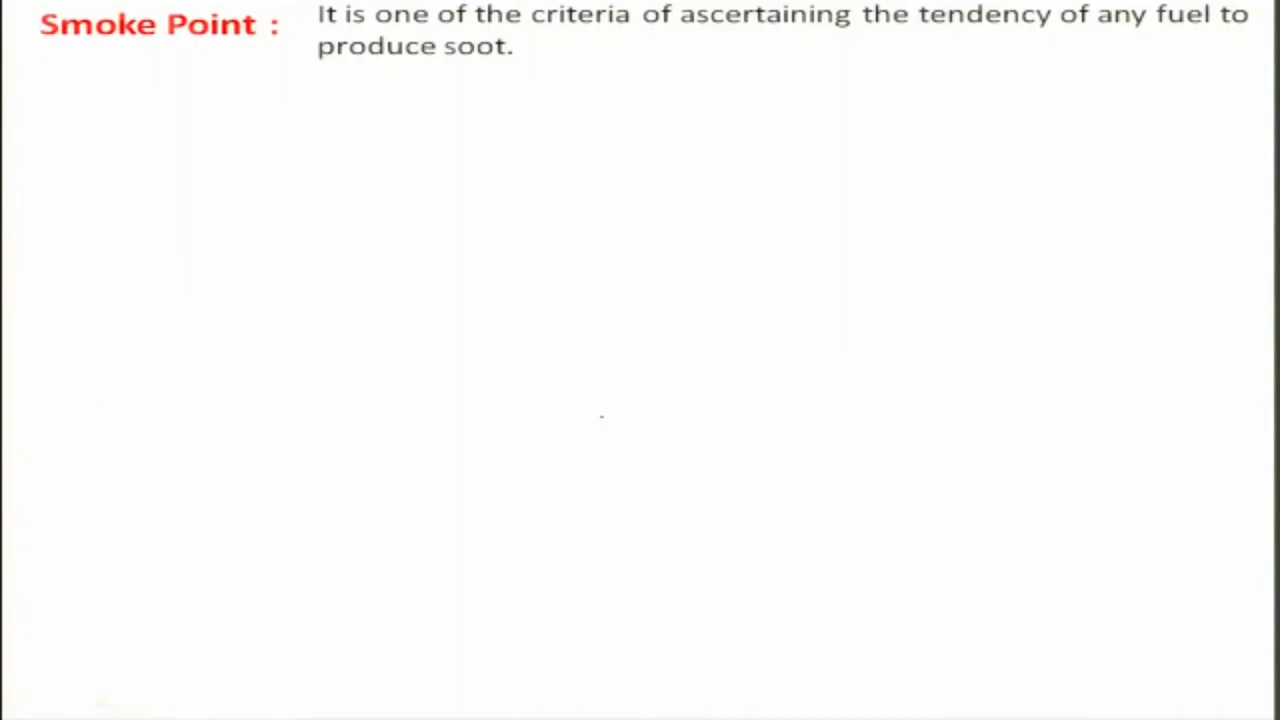 Smoke Point : It is one of the criteria of ascertaining the tendency of any fuel to
produce soot.